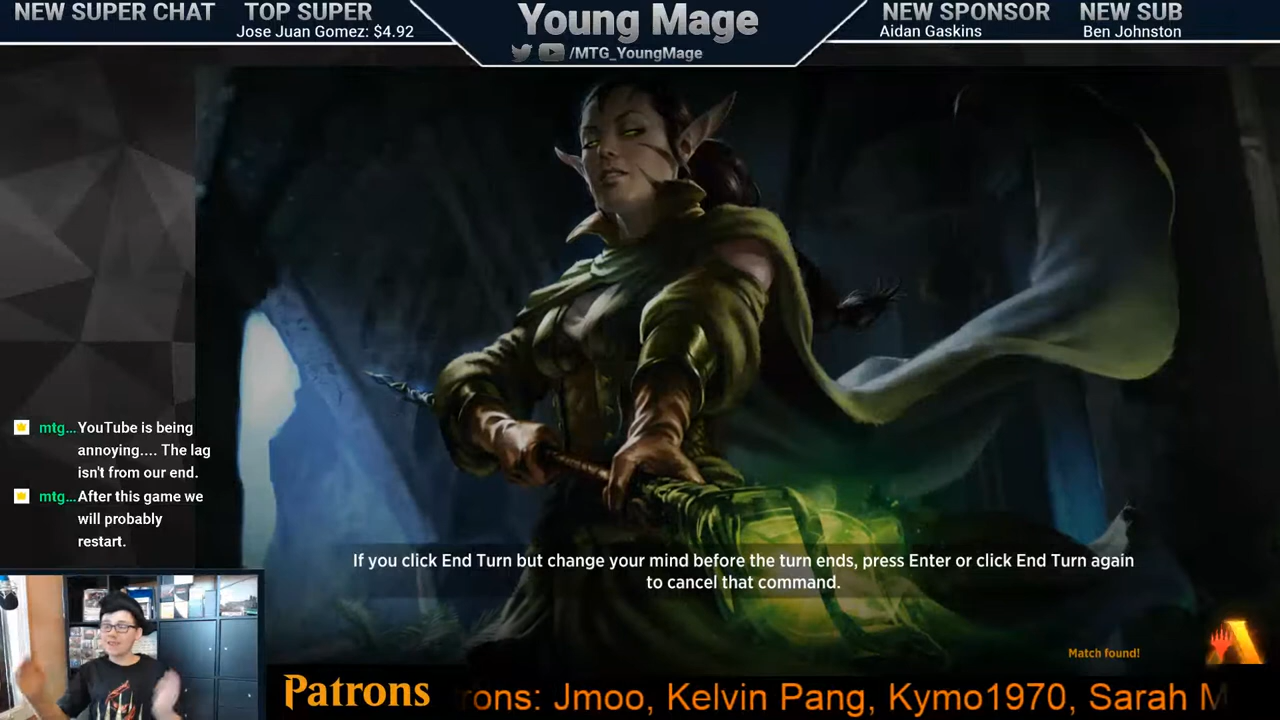 NEW SUPER CHAT
Jose Juan Gomez: $4.92
TOP SUPER
Young Mage
/MTG_YoungMage
NEW SPONSOR
Aidan Gaskins
NEW SUB
Ben Johnston
mtg...YouTube is being
annoying.... The lag
isn't from our end.
mtg...After this game we
will probably
restart.
If you click End Turn but change your mind before the turn ends, press Enter or click End Turn again
to cancel that command.
Match found!
Patrons
rons: Jmoo, Kelvin Pang, Kymo1970, Sarah M